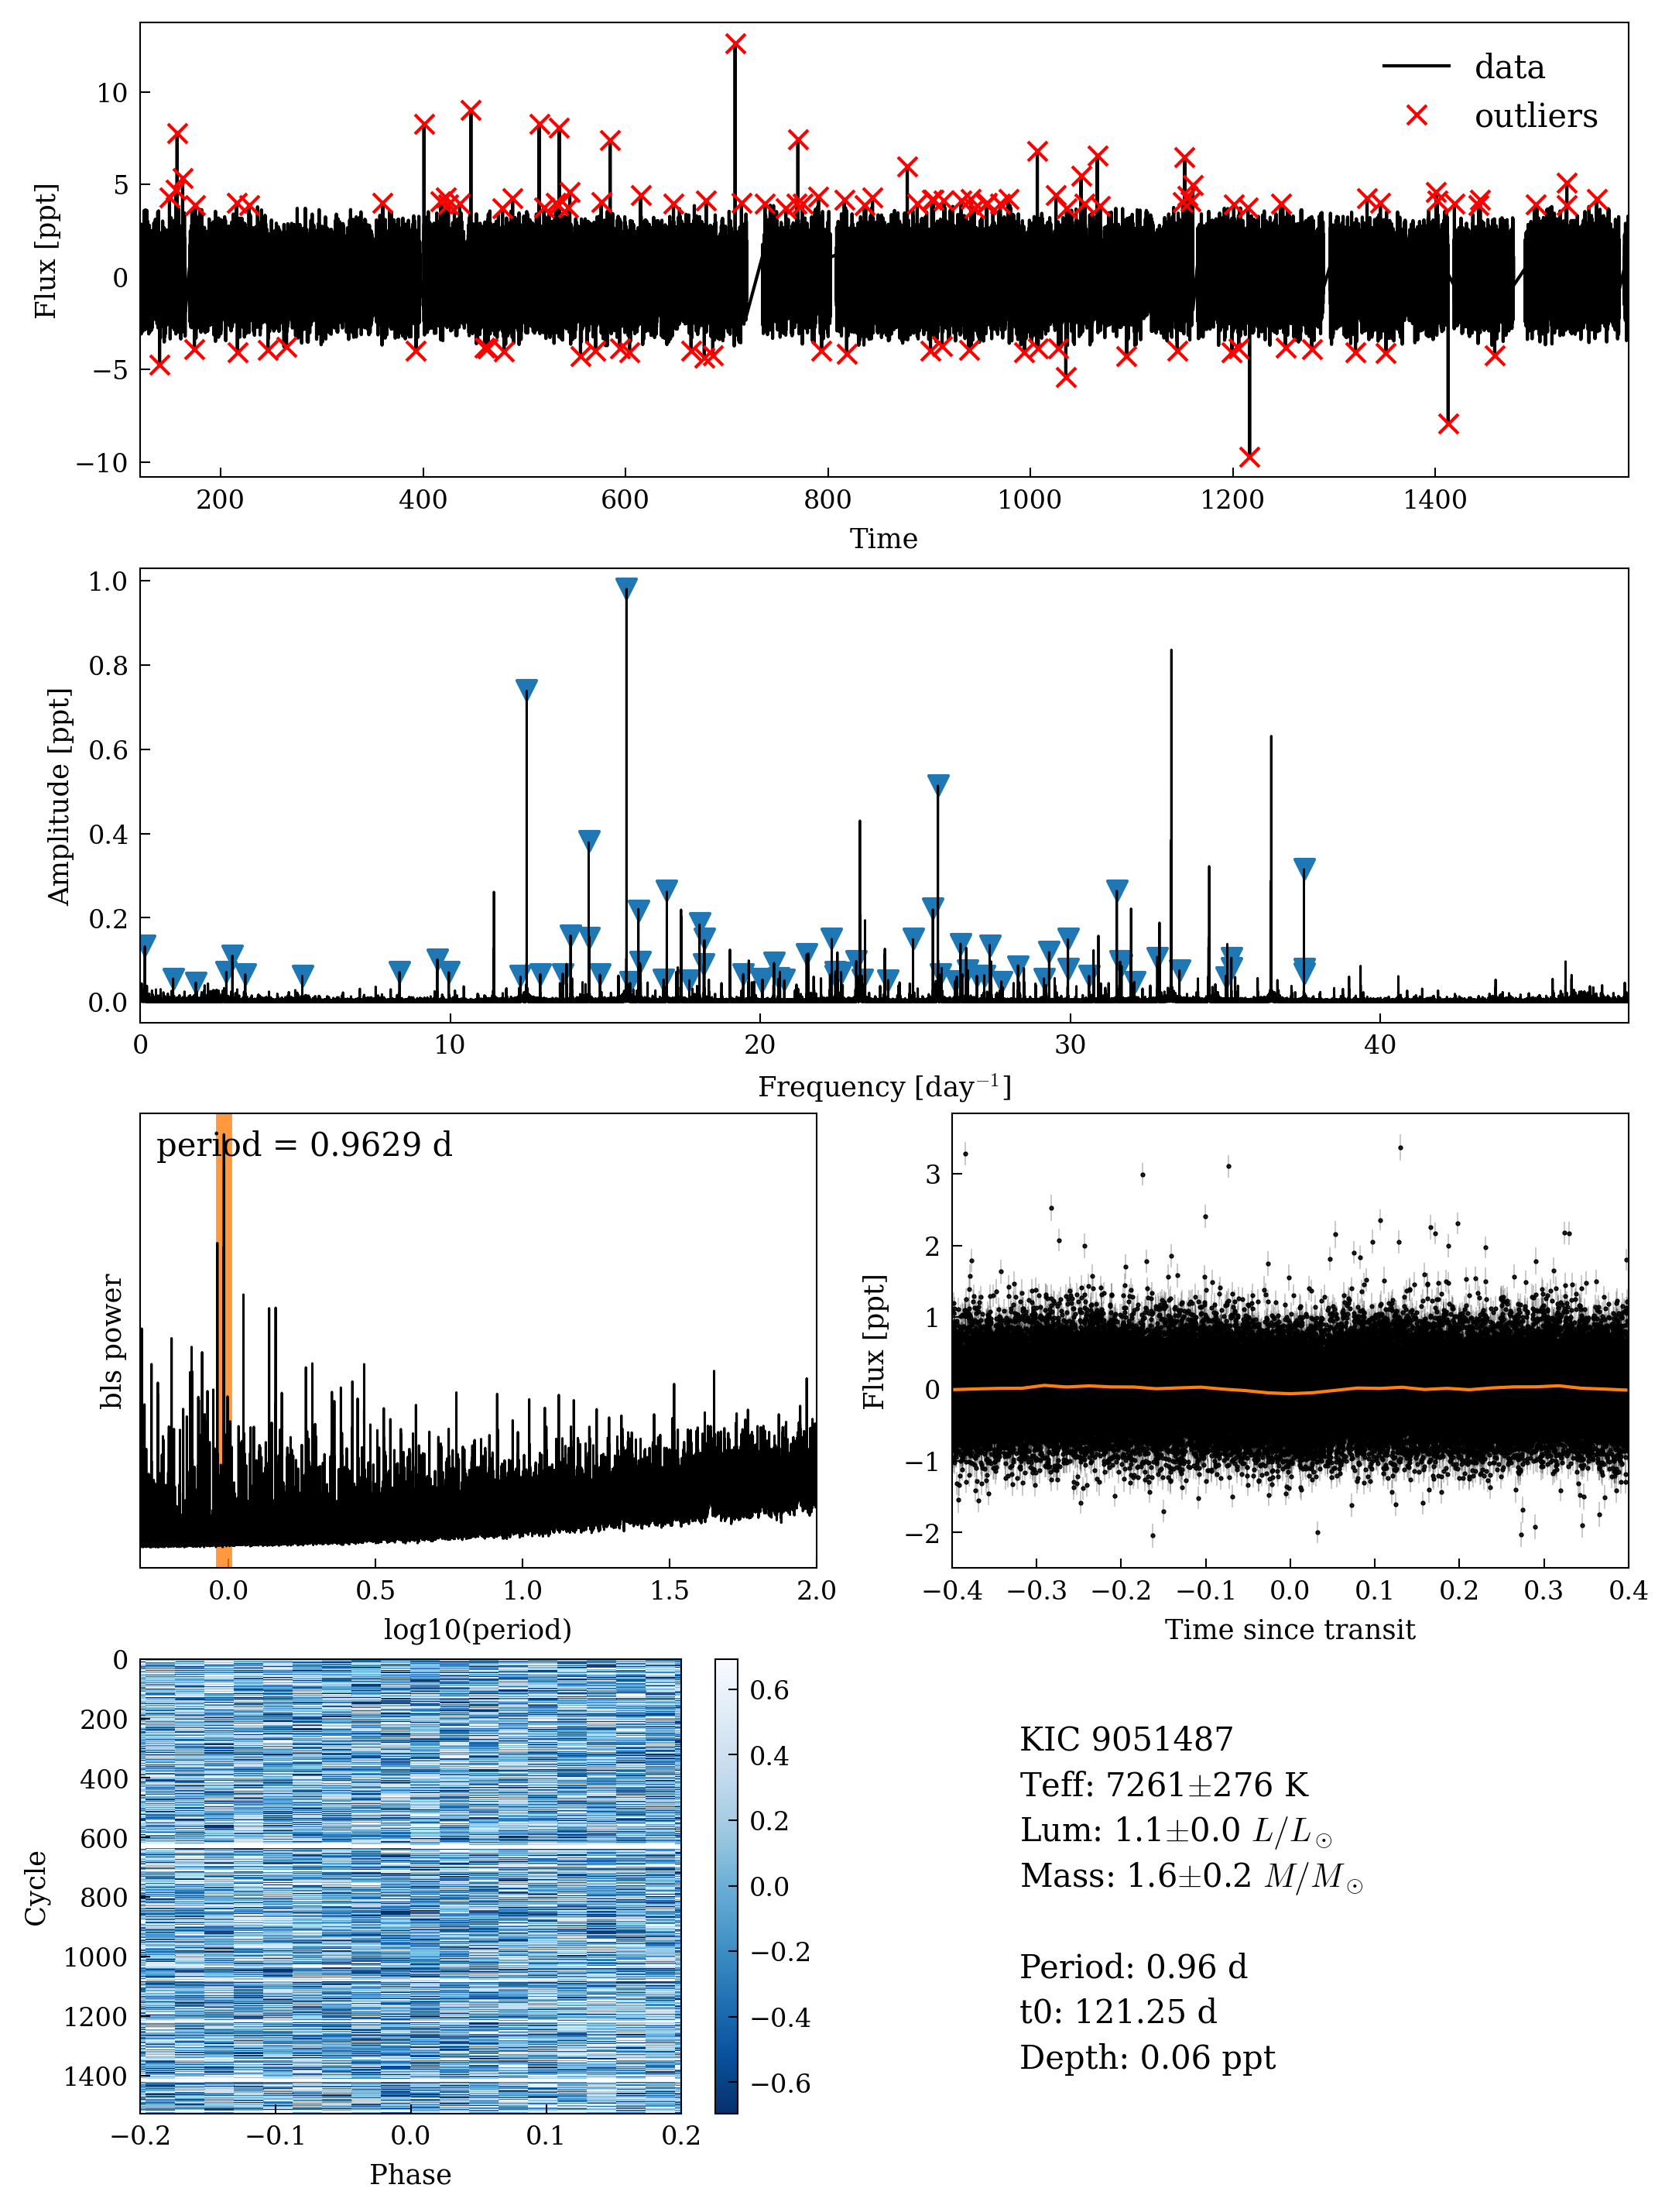 data
outliers
10
5
0
−5
−10
Flux [ppt]
200 400 600 800 1000 1200 1400
Time
1.0
0.8
0.6
0.4
0.2
0.0
Amplitude [ppt]
0 10 20 30 40
Frequency [day⁻¹]
period = 0.9629 d
bls power
0.0 0.5 1.0 1.5 2.0
log10(period)
3
2
1
0
−1
−2
Flux [ppt]
−0.4 −0.3 −0.2 −0.1 0.0 0.1 0.2 0.3 0.4
Time since transit
0
200
400
600
800
1000
1200
1400
Cycle
−0.2 −0.1 0.0 0.1 0.2
Phase
0.6
0.4
0.2
0.0
−0.2
−0.4
−0.6
KIC 9051487
Teff: 7261±276 K
Lum: 1.1±0.0 L/L⊙
Mass: 1.6±0.2 M/M⊙
Period: 0.96 d
t0: 121.25 d
Depth: 0.06 ppt